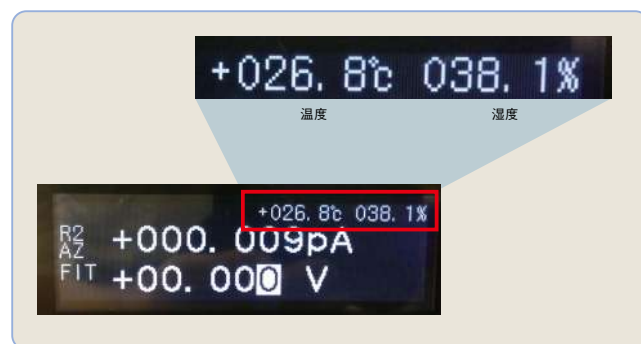 +026. 8℃ 038. 1%
温度 湿度
+026. 8℃ 038. 1%
R2
AZ +000. 009pA
FIT +00. 000 V